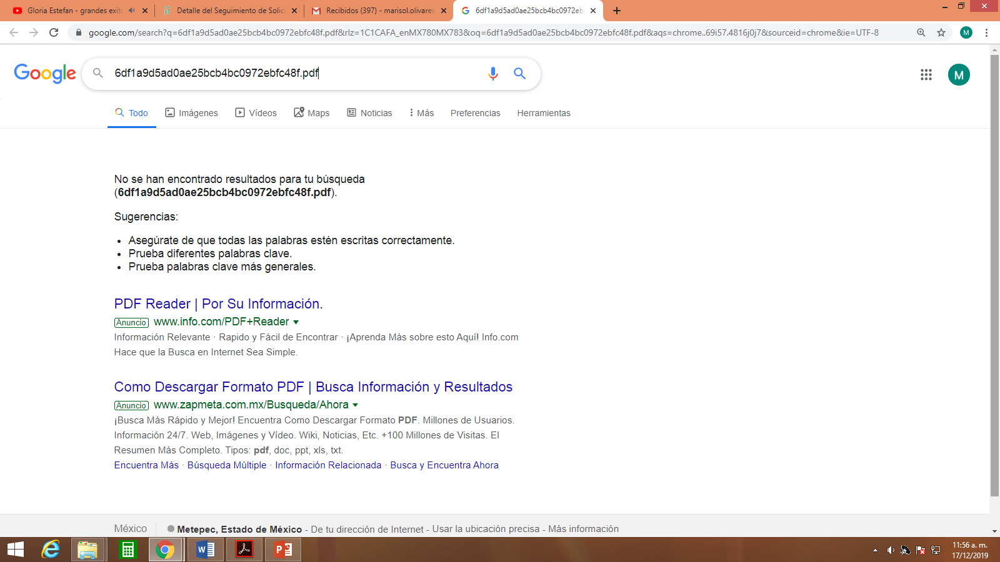 Gloria Estefan - grandes exito
Detalle del Seguimiento de Solici
Recibidos (397) - marisol.olivares
6df1a9d5ad0ae25bcb4bc0972eb
google.com/search?q=6df1a9d5ad0ae25bcb4bc0972ebfc48f.pdf&rlz=1C1CAFA_enMX780MX783&oq=6df1a9d5ad0ae25bcb4bc0972ebfc48f.pdf&aqs=chrome..69i57.4816j0j7&sourceid=chrome&ie=UTF-8
M
Google
6df1a9d5ad0ae25bcb4bc0972ebfc48f.pdf
M
Todo Imágenes Vídeos Maps Noticias Más Preferencias Herramientas
No se han encontrado resultados para tu búsqueda
(6df1a9d5ad0ae25bcb4bc0972ebfc48f.pdf).
Sugerencias:
• Asegúrate de que todas las palabras estén escritas correctamente.
• Prueba diferentes palabras clave.
• Prueba palabras clave más generales.
PDF Reader | Por Su Información.
Anuncio www.info.com/PDF+Reader
Información Relevante · Rapido y Fácil de Encontrar · ¡Aprenda Más sobre esto Aquí! Info.com
Hace que la Busca en Internet Sea Simple.
Como Descargar Formato PDF | Busca Información y Resultados
Anuncio www.zapmeta.com.mx/Busqueda/Ahora
¡Busca Más Rápido y Mejor! Encuentra Como Descargar Formato PDF. Millones de Usuarios.
Información 24/7. Web, Imágenes y Vídeo. Wiki, Noticias, Etc. +100 Millones de Visitas. El
Resumen Más Completo. Tipos: pdf, doc, ppt, xls, txt.
Encuentra Más · Búsqueda Múltiple · Información Relacionada · Busca y Encuentra Ahora
México Metepec, Estado de México - De tu dirección de Internet - Usar la ubicación precisa - Más información
11:56 a. m.
17/12/2019